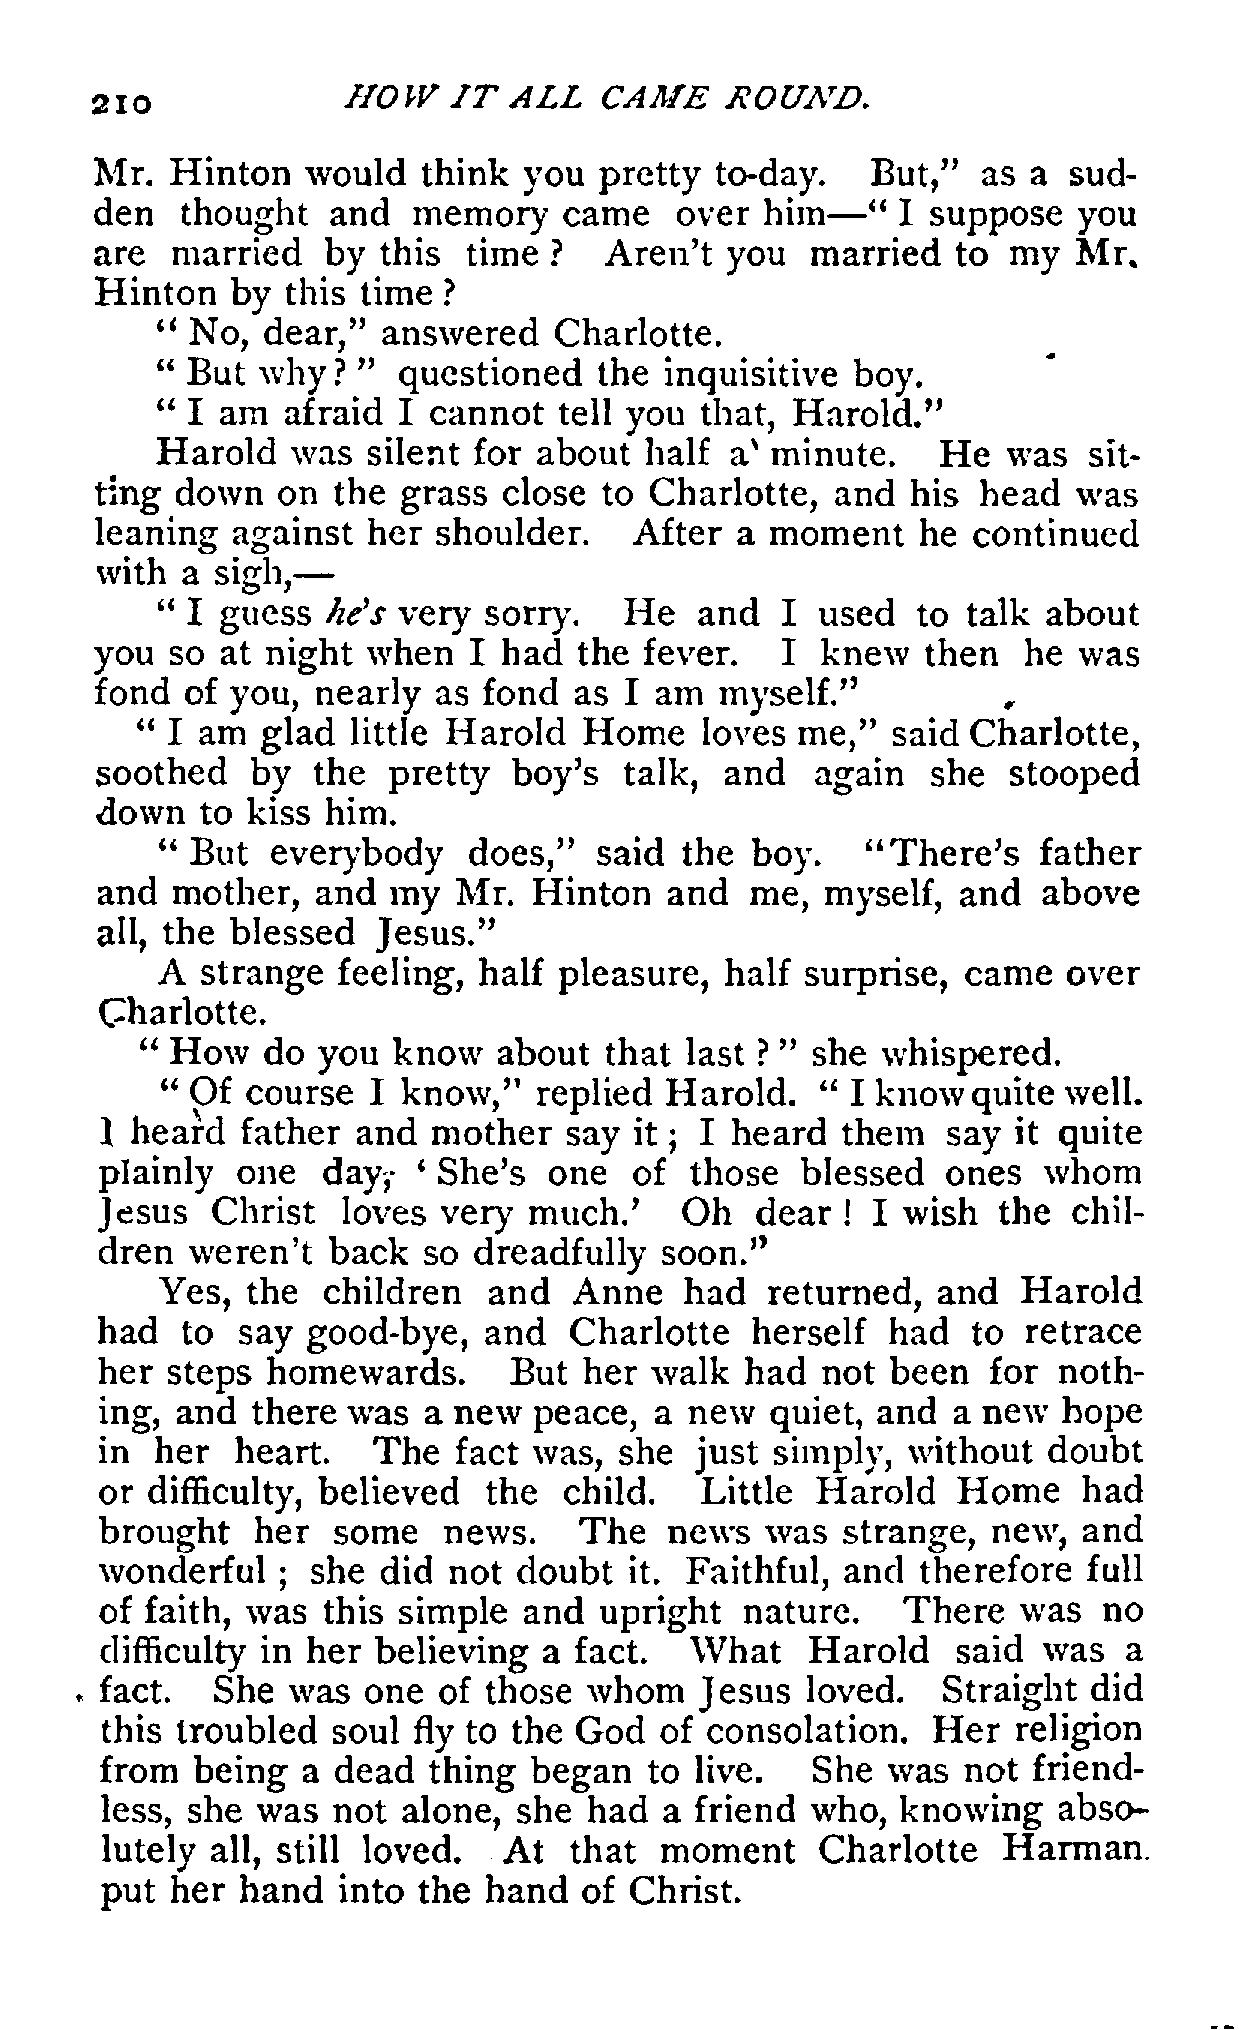 210 HOW IT ALL CAME ROUND.
Mr. Hinton would think you pretty to-day. But," as a sud-
den thought and memory came over him—" I suppose you
are married by this time ? Aren't you married to my Mr.
Hinton by this time ?
" No, dear," answered Charlotte.
" But why ? " questioned the inquisitive boy.
" I am afraid I cannot tell you that, Harold."
Harold was silent for about half a minute. He was sit-
ting down on the grass close to Charlotte, and his head was
leaning against her shoulder. After a moment he continued
with a sigh,—
" I guess he's very sorry. He and I used to talk about
you so at night when I had the fever. I knew then he was
fond of you, nearly as fond as I am myself."
" I am glad little Harold Home loves me," said Charlotte,
soothed by the pretty boy's talk, and again she stooped
down to kiss him.
" But everybody does," said the boy. "There's father
and mother, and my Mr. Hinton and me, myself, and above
all, the blessed Jesus."
A strange feeling, half pleasure, half surprise, came over
Charlotte.
" How do you know about that last ? " she whispered.
" Of course I know," replied Harold. " I know quite well.
I heard father and mother say it ; I heard them say it quite
plainly one day, ' She's one of those blessed ones whom
Jesus Christ loves very much.' Oh dear ! I wish the chil-
dren weren't back so dreadfully soon."
Yes, the children and Anne had returned, and Harold
had to say good-bye, and Charlotte herself had to retrace
her steps homewards. But her walk had not been for noth-
ing, and there was a new peace, a new quiet, and a new hope
in her heart. The fact was, she just simply, without doubt
or difficulty, believed the child. Little Harold Home had
brought her some news. The news was strange, new, and
wonderful ; she did not doubt it. Faithful, and therefore full
of faith, was this simple and upright nature. There was no
difficulty in her believing a fact. What Harold said was a
fact. She was one of those whom Jesus loved. Straight did
this troubled soul fly to the God of consolation. Her religion
from being a dead thing began to live. She was not friend-
less, she was not alone, she had a friend who, knowing abso-
lutely all, still loved. At that moment Charlotte Harman.
put her hand into the hand of Christ.